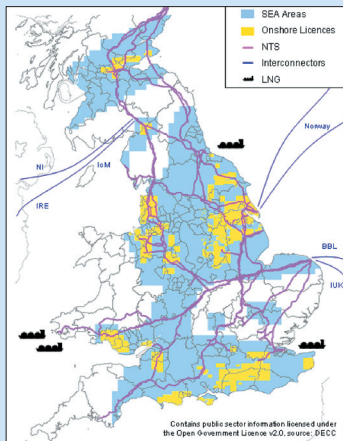 SEA Areas
Onshore Licences
NTS
Interconnectors
LNG
Norway
NI
IoM
IRE
BBL
IUK
Contains public sector information licensed under
the Open Government Licence v2.0, source: DECC